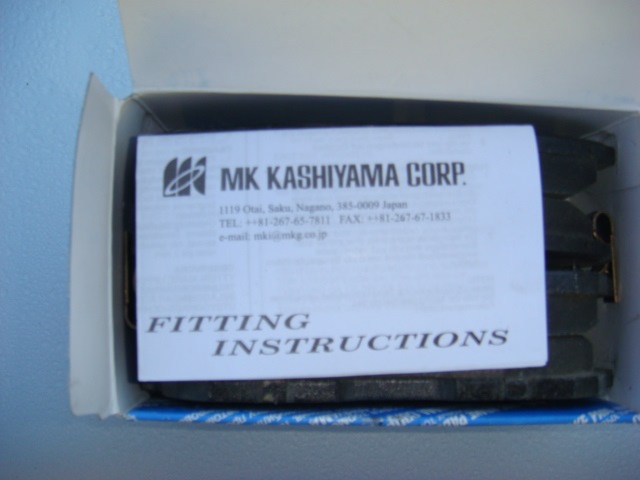 MK KASHIYAMA CORP.
1119 Otai, Saku, Nagano, 385-0009 Japan
TEL: ++81-267-65-7811 FAX: ++81-267-67-1833
e-mail: mki@mkg.co.jp
FITTING
INSTRUCTIONS